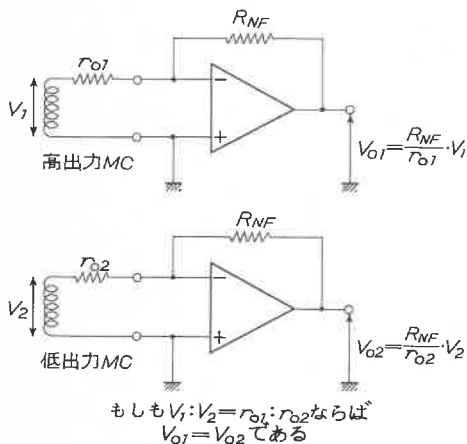 R_NF
r_o1
V_1
−
+
高出力MC
V_o1=R_NF/r_o1・V_1
R_NF
r_o2
V_2
−
+
低出力MC
V_o2=R_NF/r_o2・V_2
もしもV_1:V_2=r_o1:r_o2ならば
V_o1=V_o2である